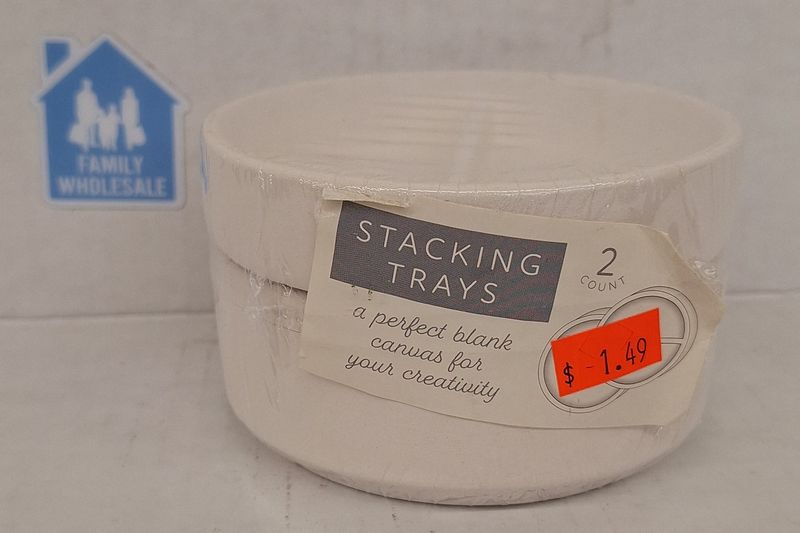 FAMILY
WHOLESALE
STACKING
TRAYS
a perfect blank
canvas for
your creativity
2
COUNT
$ -1.49